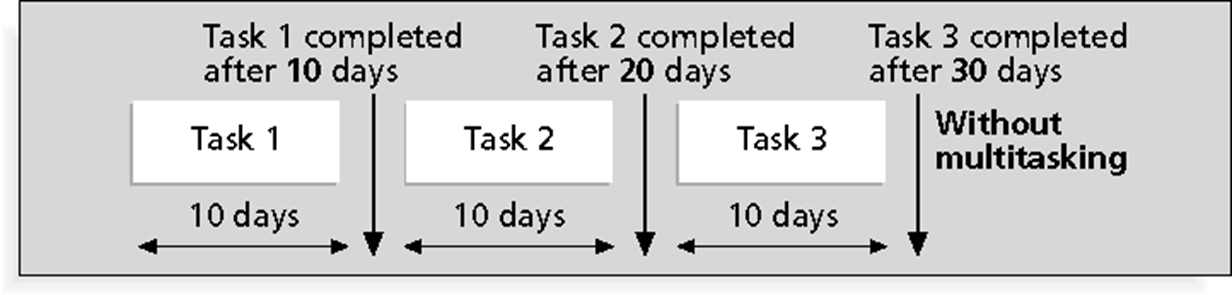 Task 1 completed
after 10 days
Task 2 completed
after 20 days
Task 3 completed
after 30 days
Task 1
Task 2
Task 3
Without
multitasking
10 days
10 days
10 days